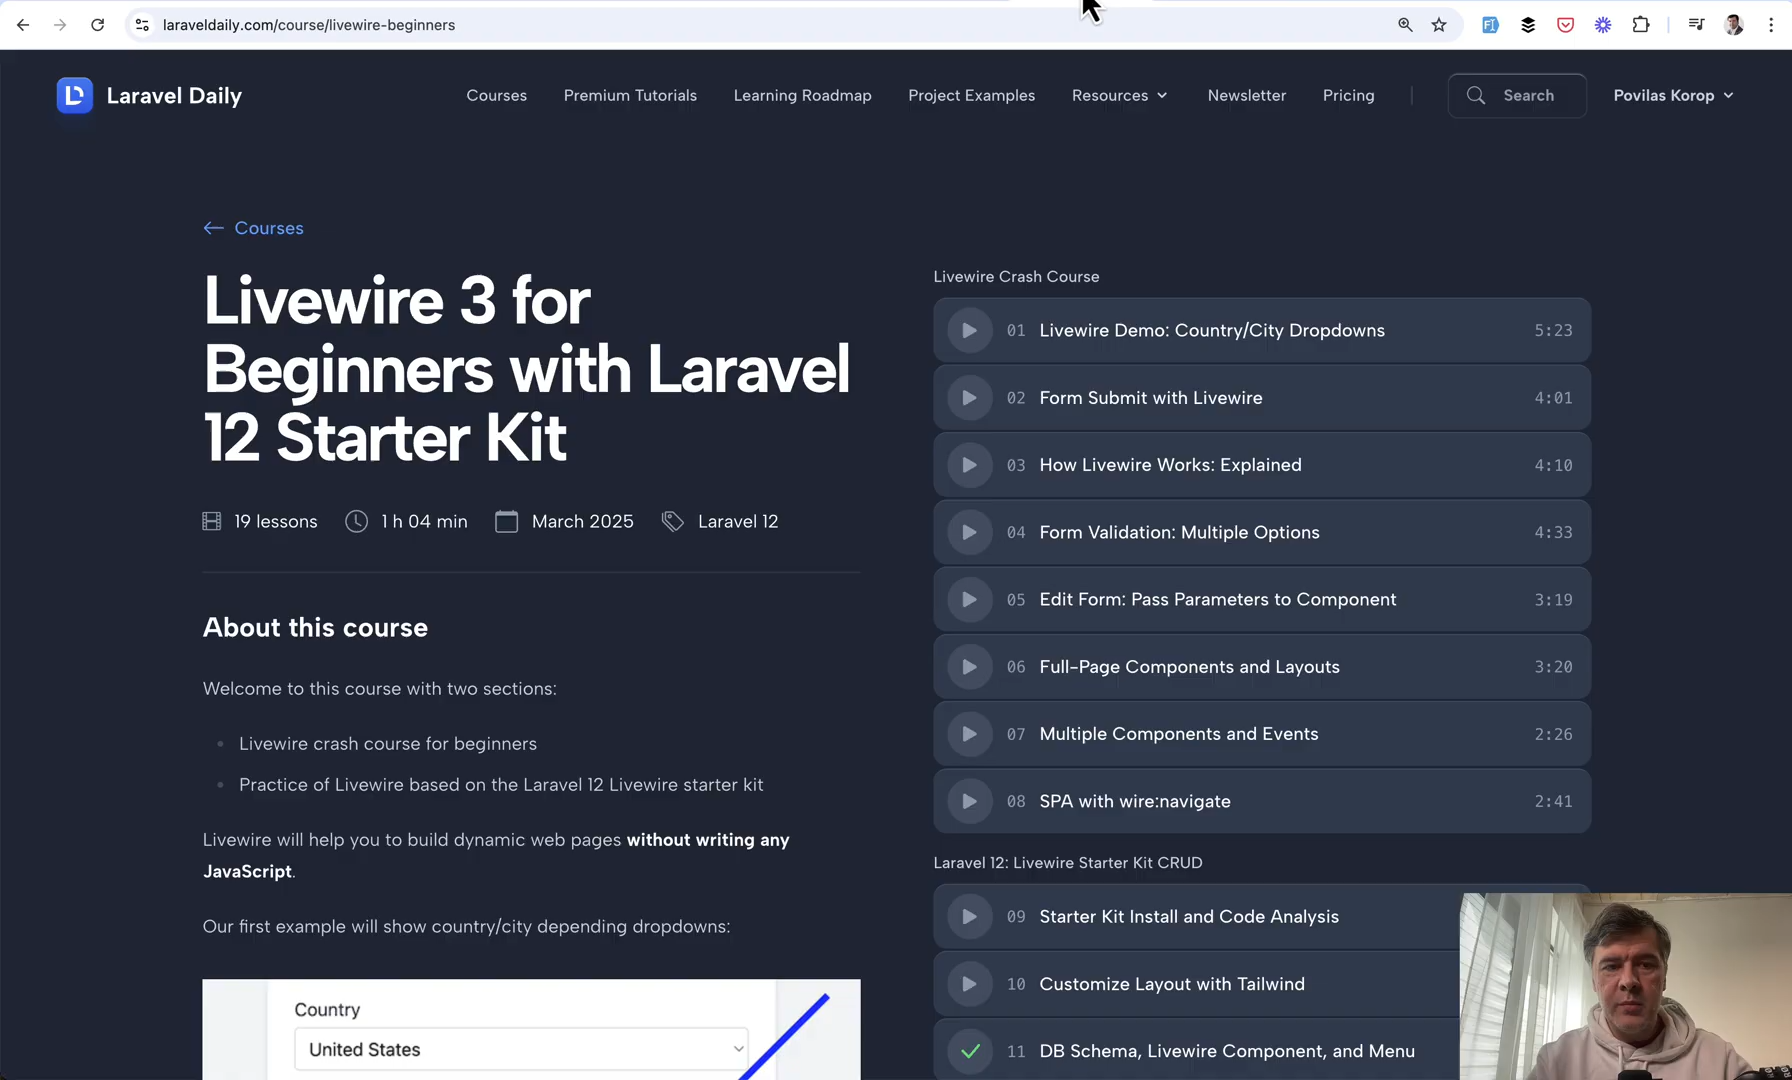 laraveldaily.com/course/livewire-beginners
Laravel Daily
Courses
Premium Tutorials
Learning Roadmap
Project Examples
Resources
Newsletter
Pricing
Search
Povilas Korop
Courses
Livewire 3 for
Beginners with Laravel
12 Starter Kit
19 lessons
1 h 04 min
March 2025
Laravel 12
About this course
Welcome to this course with two sections:
Livewire crash course for beginners
Practice of Livewire based on the Laravel 12 Livewire starter kit
Livewire will help you to build dynamic web pages without writing any
JavaScript.
Our first example will show country/city depending dropdowns:
Country
United States
Livewire Crash Course
01 Livewire Demo: Country/City Dropdowns 5:23
02 Form Submit with Livewire 4:01
03 How Livewire Works: Explained 4:10
04 Form Validation: Multiple Options 4:33
05 Edit Form: Pass Parameters to Component 3:19
06 Full-Page Components and Layouts 3:20
07 Multiple Components and Events 2:26
08 SPA with wire:navigate 2:41
Laravel 12: Livewire Starter Kit CRUD
09 Starter Kit Install and Code Analysis
10 Customize Layout with Tailwind
11 DB Schema, Livewire Component, and Menu